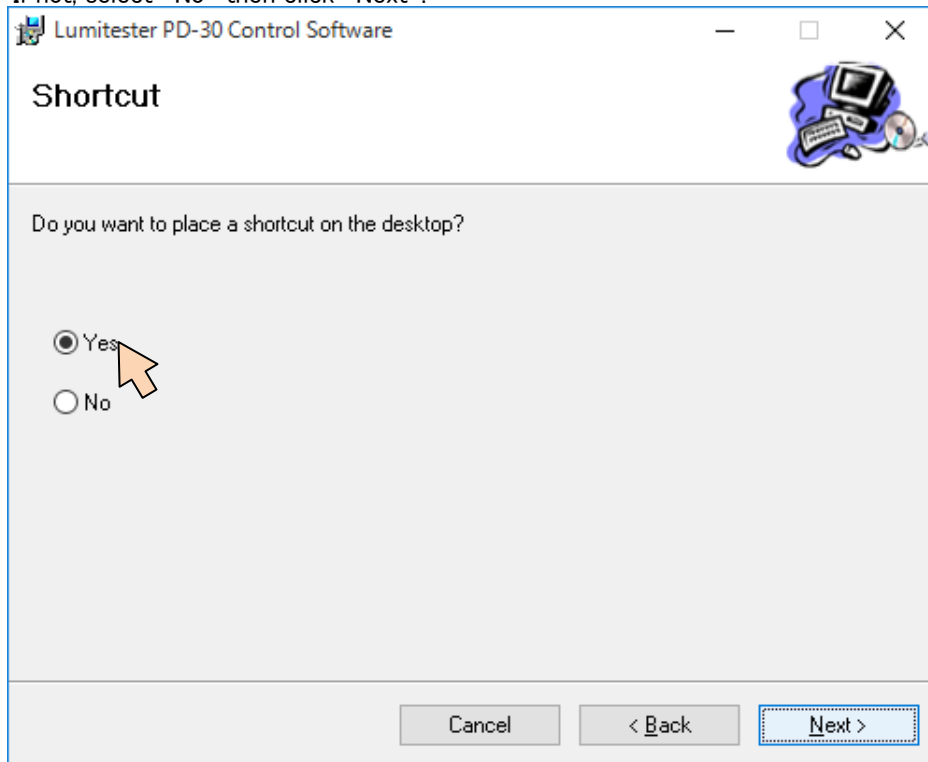 If not, select "No" then click "Next".
Lumitester PD-30 Control Software
Shortcut
Do you want to place a shortcut on the desktop?
Yes
No
Cancel
< Back
Next >